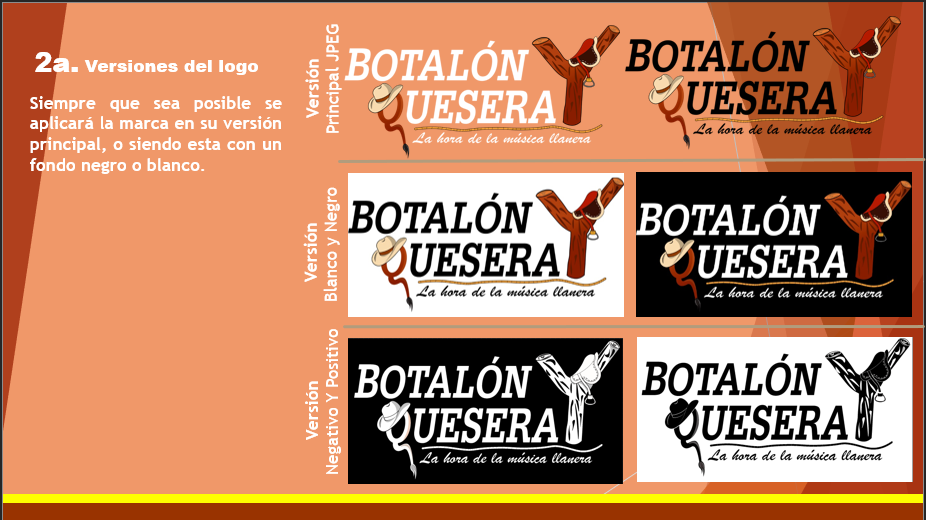 2a. Versiones del logo
Siempre que sea posible se
aplicará la marca en su versión
principal, o siendo esta con un
fondo negro o blanco.
Versión
Principal JPEG
BOTALÓN Y
QUESERA
La hora de la música llanera
BOTALÓN Y
QUESERA
La hora de la música llanera
Versión
Blanco y Negro
BOTALÓN Y
QUESERA
La hora de la música llanera
BOTALÓN Y
QUESERA
La hora de la música llanera
Versión
Negativo Y Positivo
BOTALÓN Y
QUESERA
La hora de la música llanera
BOTALÓN Y
QUESERA
La hora de la música llanera